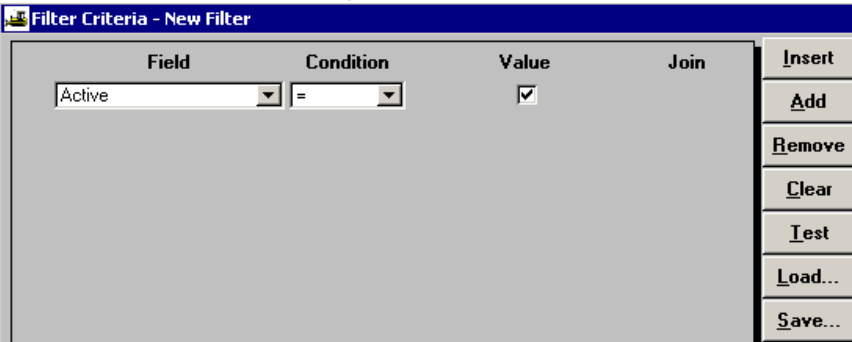 Filter Criteria - New Filter
Field Condition Value Join
Active =
Insert
Add
Remove
Clear
Test
Load...
Save...